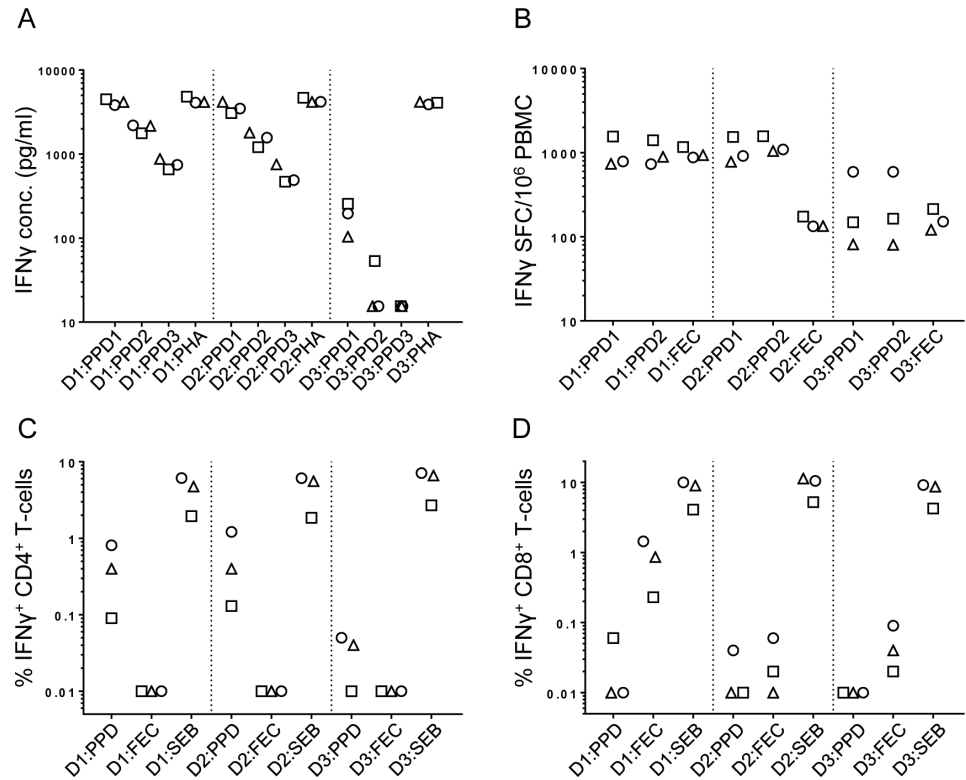 A
IFNγ conc. (pg/ml)
10000
1000
100
10
D1:PPD1
D1:PPD2
D1:PPD3
D1:PHA
D2:PPD1
D2:PPD2
D2:PPD3
D2:PHA
D3:PPD1
D3:PPD2
D3:PPD3
D3:PHA
B
IFNγ SFC/10⁶ PBMC
10000
1000
100
10
D1:PPD1
D1:PPD2
D1:FEC
D2:PPD1
D2:PPD2
D2:FEC
D3:PPD1
D3:PPD2
D3:FEC
C
% IFNγ⁺ CD4⁺ T-cells
10
1
0.1
0.01
D1:PPD
D1:FEC
D1:SEB
D2:PPD
D2:FEC
D2:SEB
D3:PPD
D3:FEC
D3:SEB
D
% IFNγ⁺ CD8⁺ T-cells
10
1
0.1
0.01
D1:PPD
D1:FEC
D1:SEB
D2:PPD
D2:FEC
D2:SEB
D3:PPD
D3:FEC
D3:SEB